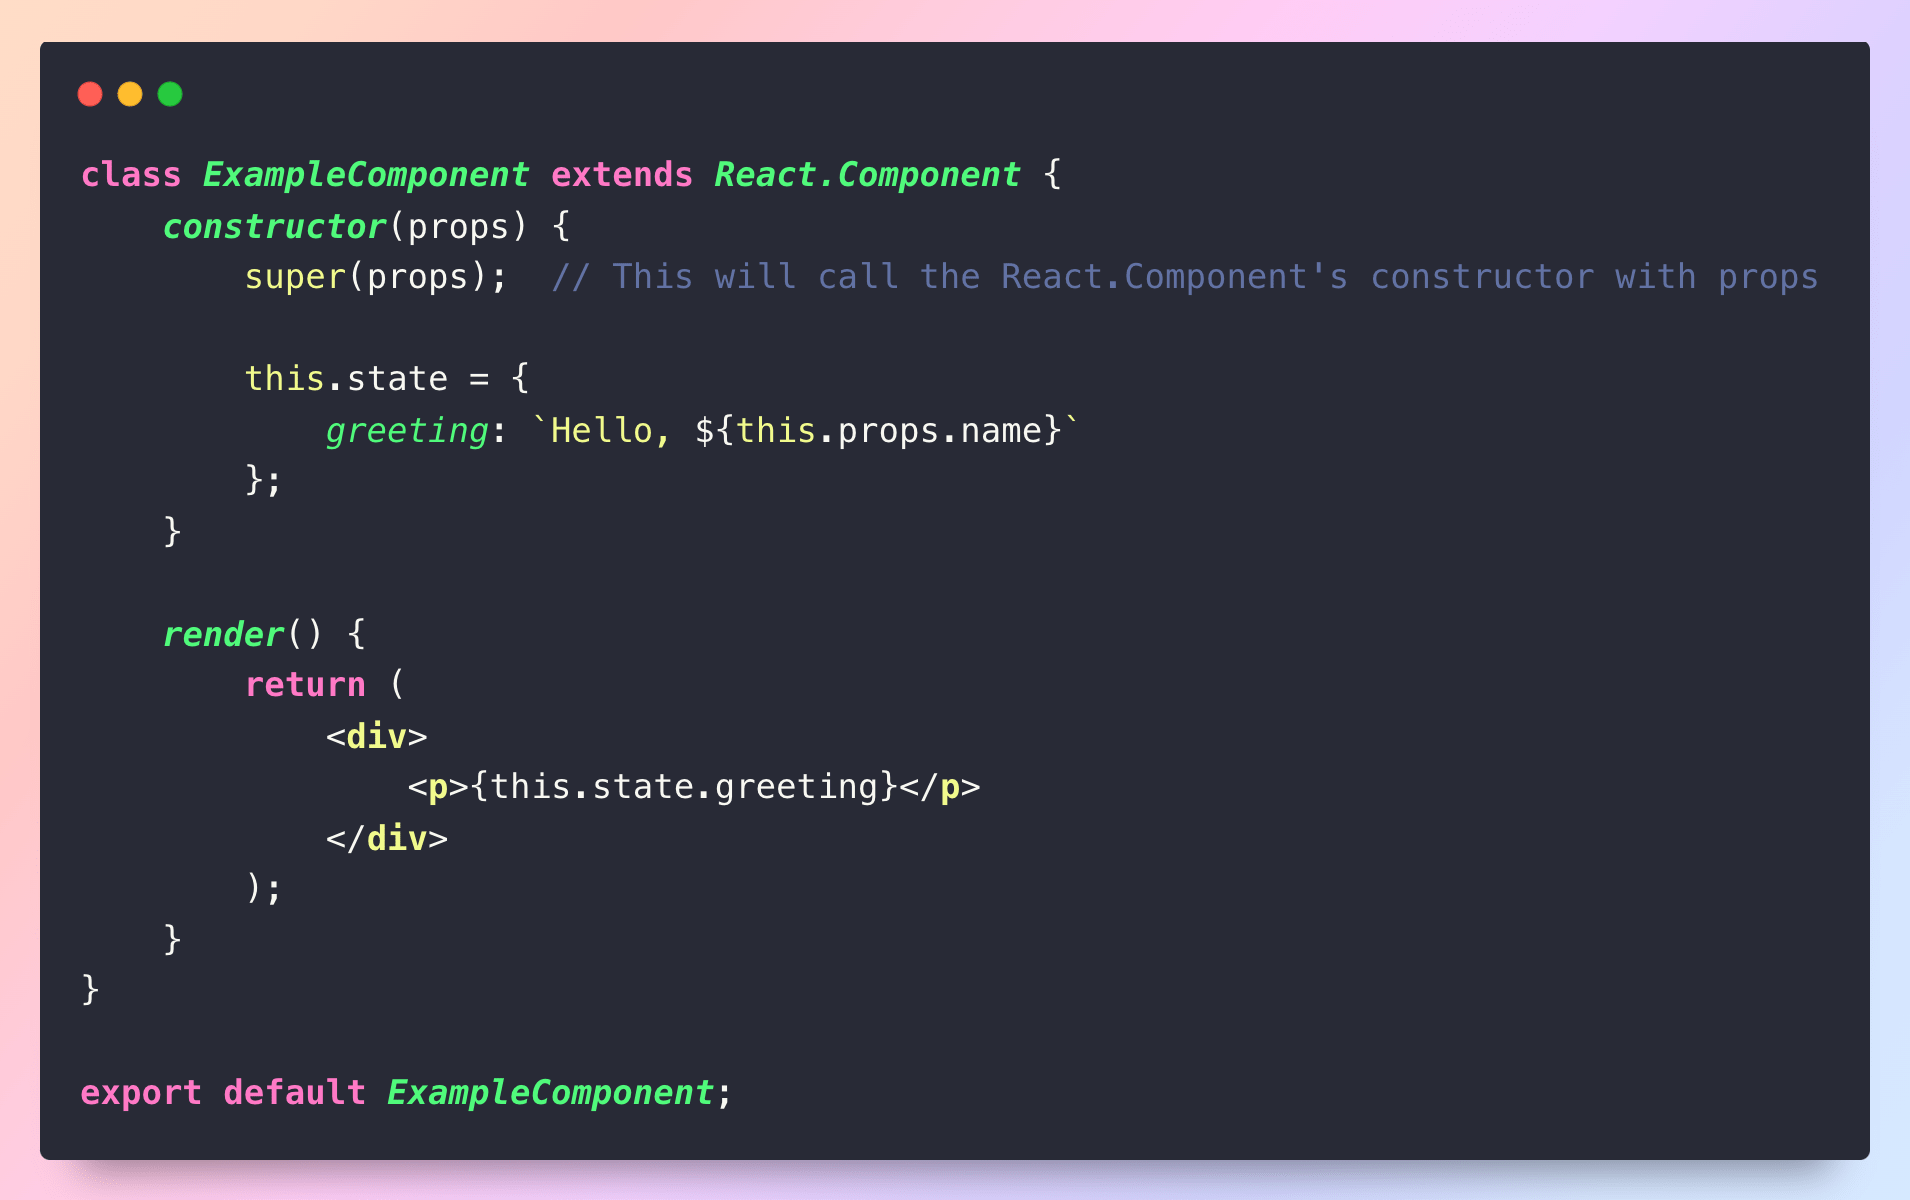 class ExampleComponent extends React.Component {
    constructor(props) {
        super(props);  // This will call the React.Component's constructor with props

        this.state = {
            greeting: `Hello, ${this.props.name}`
        };
    }

    render() {
        return (
            <div>
                <p>{this.state.greeting}</p>
            </div>
        );
    }
}

export default ExampleComponent;